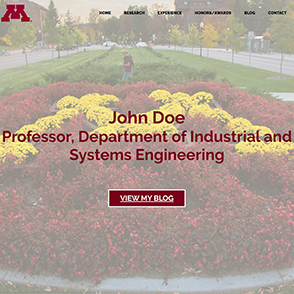 M
HOME RESEARCH EXPERIENCE HONORS/AWARDS BLOG CONTACT
John Doe
Professor, Department of Industrial and
Systems Engineering
VIEW MY BLOG